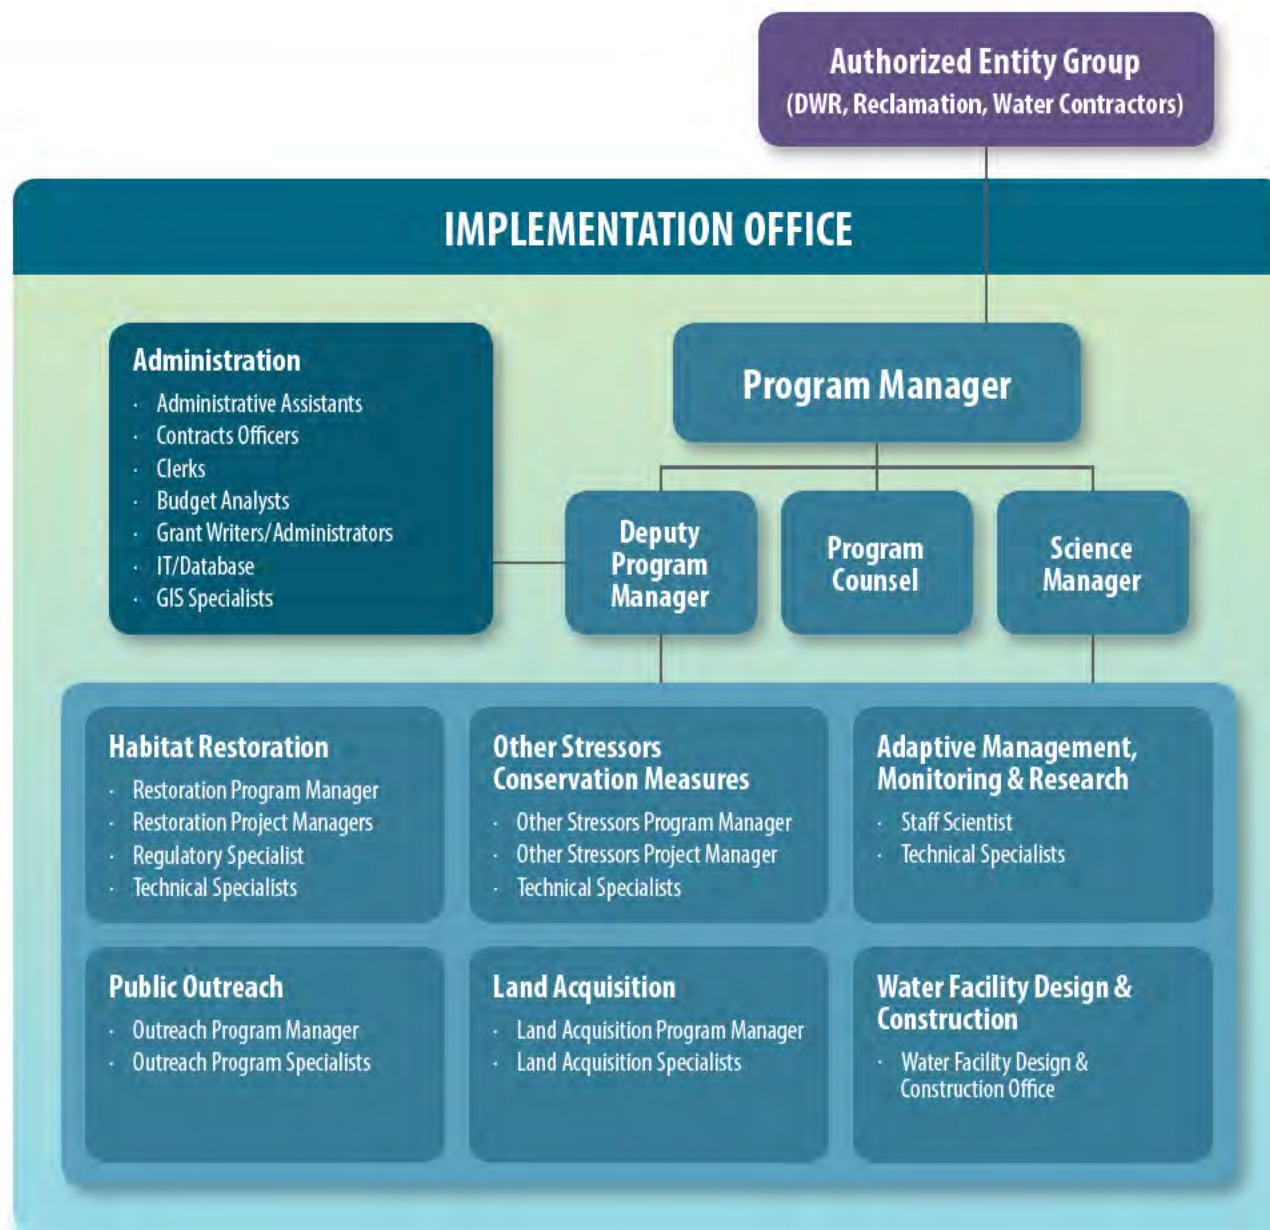 Authorized Entity Group
(DWR, Reclamation, Water Contractors)
IMPLEMENTATION OFFICE
Administration
· Administrative Assistants
· Contracts Officers
· Clerks
· Budget Analysts
· Grant Writers/Administrators
· IT/Database
· GIS Specialists
Program Manager
Deputy
Program
Manager
Program
Counsel
Science
Manager
Habitat Restoration
· Restoration Program Manager
· Restoration Project Managers
· Regulatory Specialist
· Technical Specialists
Other Stressors
Conservation Measures
· Other Stressors Program Manager
· Other Stressors Project Manager
· Technical Specialists
Adaptive Management,
Monitoring & Research
· Staff Scientist
· Technical Specialists
Public Outreach
· Outreach Program Manager
· Outreach Program Specialists
Land Acquisition
· Land Acquisition Program Manager
· Land Acquisition Specialists
Water Facility Design &
Construction
· Water Facility Design &
Construction Office